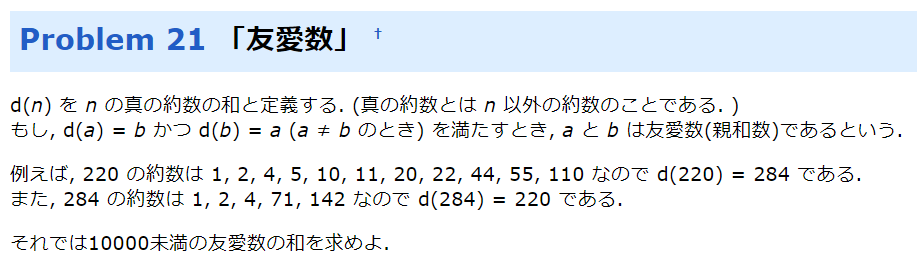 Problem 21 「友愛数」 †
d(n) を n の真の約数の和と定義する. (真の約数とは n 以外の約数のことである. )
もし, d(a) = b かつ d(b) = a (a ≠ b のとき) を満たすとき, a と b は友愛数(親和数)であるという.
例えば, 220 の約数は 1, 2, 4, 5, 10, 11, 20, 22, 44, 55, 110 なので d(220) = 284 である.
また, 284 の約数は 1, 2, 4, 71, 142 なので d(284) = 220 である.
それでは10000未満の友愛数の和を求めよ.